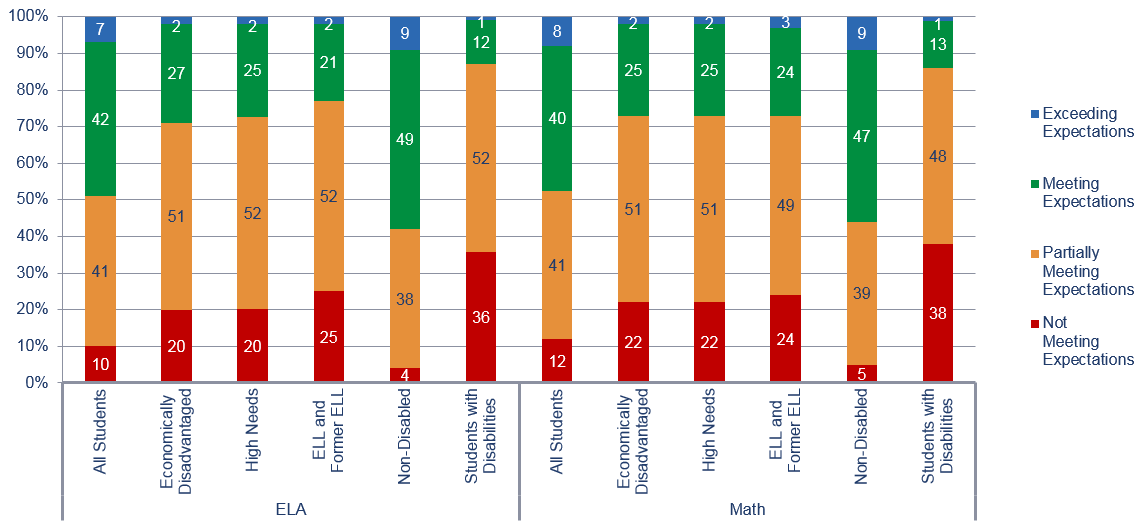 100%
90%
80%
70%
60%
50%
40%
30%
20%
10%
0%
7 2 2 2 9 1 8 2 2 3 9 1
42 27 25 21 49 12 40 25 25 24 47 13
41 51 52 52 38 52 41 51 51 49 39 48
10 20 20 25 4 36 12 22 22 24 5 38
All Students
Economically
Disadvantaged
High Needs
ELL and
Former ELL
Non-Disabled
Students with
Disabilities
All Students
Economically
Disadvantaged
High Needs
ELL and
Former ELL
Non-Disabled
Students with
Disabilities
ELA
Math
Exceeding
Expectations
Meeting
Expectations
Partially
Meeting
Expectations
Not
Meeting
Expectations